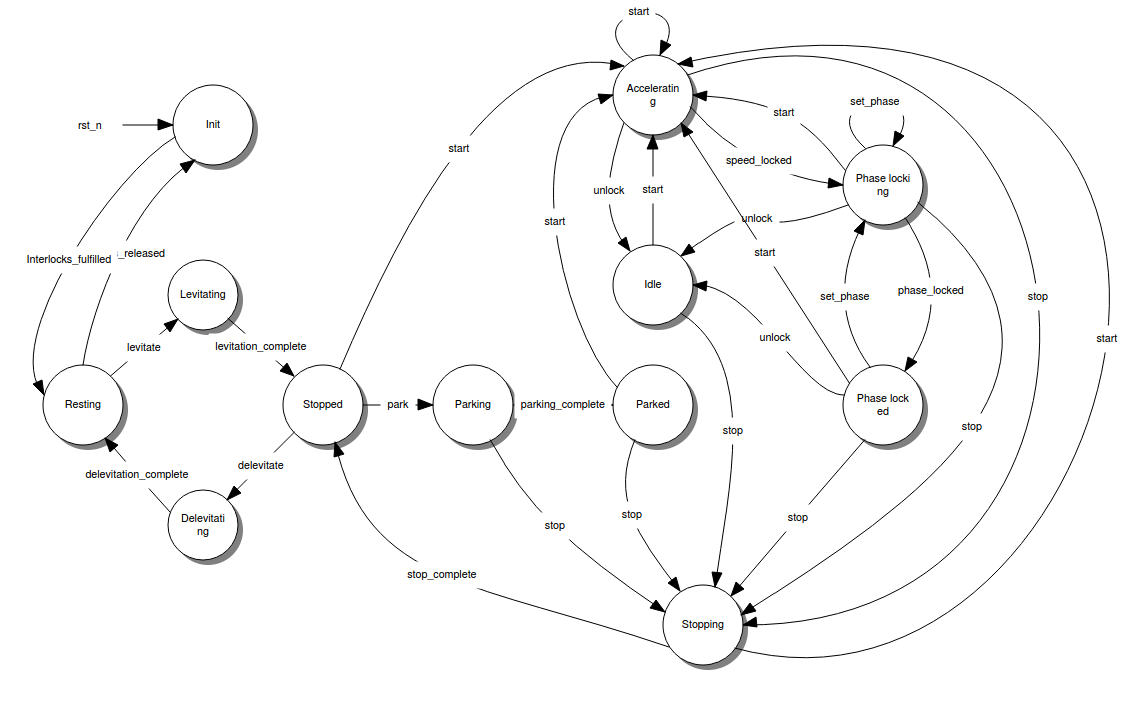 start
Acceleratin
g
set_phase
start
rst_n
Init
start
speed_locked
Phase locki
ng
unlock
start
unlock
start
start
Interlocks_fulfilled
_released
Levitating
Idle
set_phase
phase_locked
stop
levitate
levitation_complete
unlock
start
Resting
Stopped
park
Parking
parking_complete
Parked
Phase lock
ed
stop
stop
delevitate
delevitation_complete
Delevitati
ng
stop
stop
stop
stop_complete
Stopping